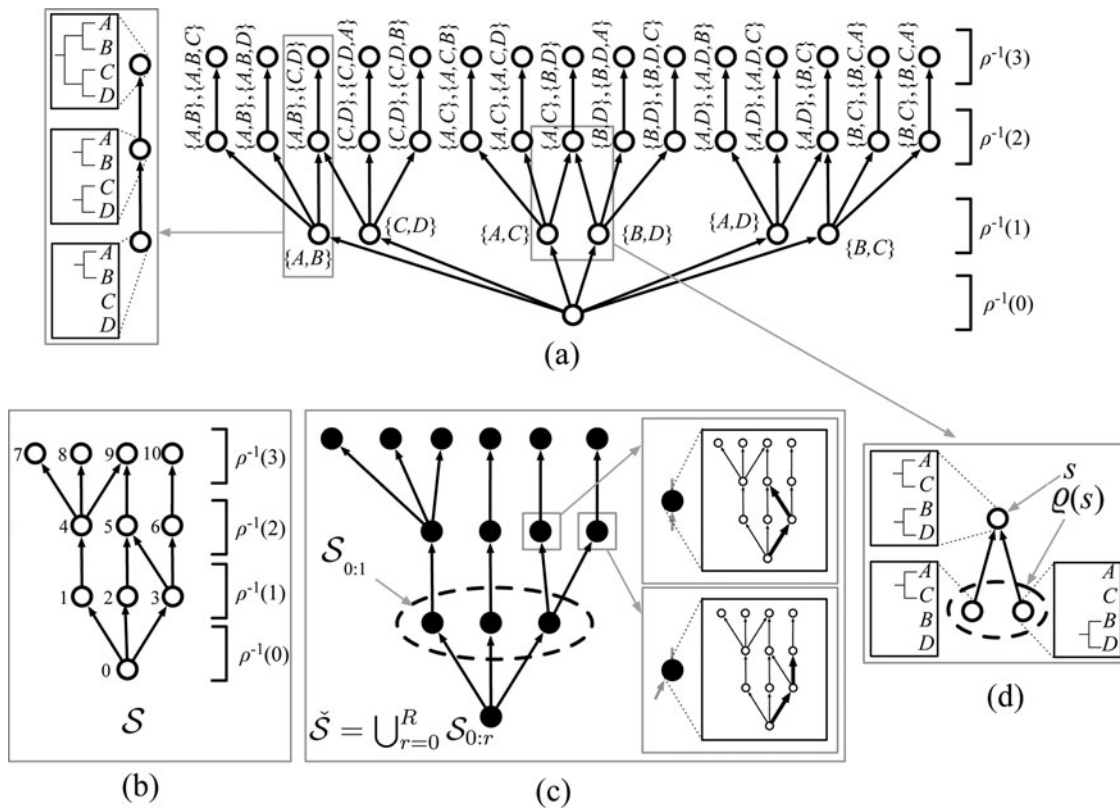 A
B
C
D
A
B
C
D
A
B
C
D
{A,B},{A,B,C}
{A,B},{A,B,D}
{A,B},{C,D}
{C,D},{C,D,A}
{C,D},{C,D,B}
{A,C},{A,C,B}
{A,C},{A,C,D}
{A,C},{B,D}
{B,D},{B,D,A}
{B,D},{B,D,C}
{A,D},{A,D,B}
{A,D},{A,D,C}
{A,D},{B,C}
{B,C},{B,C,A}
{B,C},{B,C,A}
ρ⁻¹(3)
ρ⁻¹(2)
{A,B}
{C,D}
{A,C}
{B,D}
{A,D}
{B,C}
ρ⁻¹(1)
ρ⁻¹(0)
(a)
7 8 9 10
ρ⁻¹(3)
4 5 6
ρ⁻¹(2)
1 2 3
ρ⁻¹(1)
0
ρ⁻¹(0)
𝒮
(b)
𝒮₀:₁
𝒮̌ = ⋃ᴿᵣ₌₀ 𝒮₀:ᵣ
(c)
A
C
B
D
s
ϱ(s)
A
C
B
D
A
C
B
D
(d)